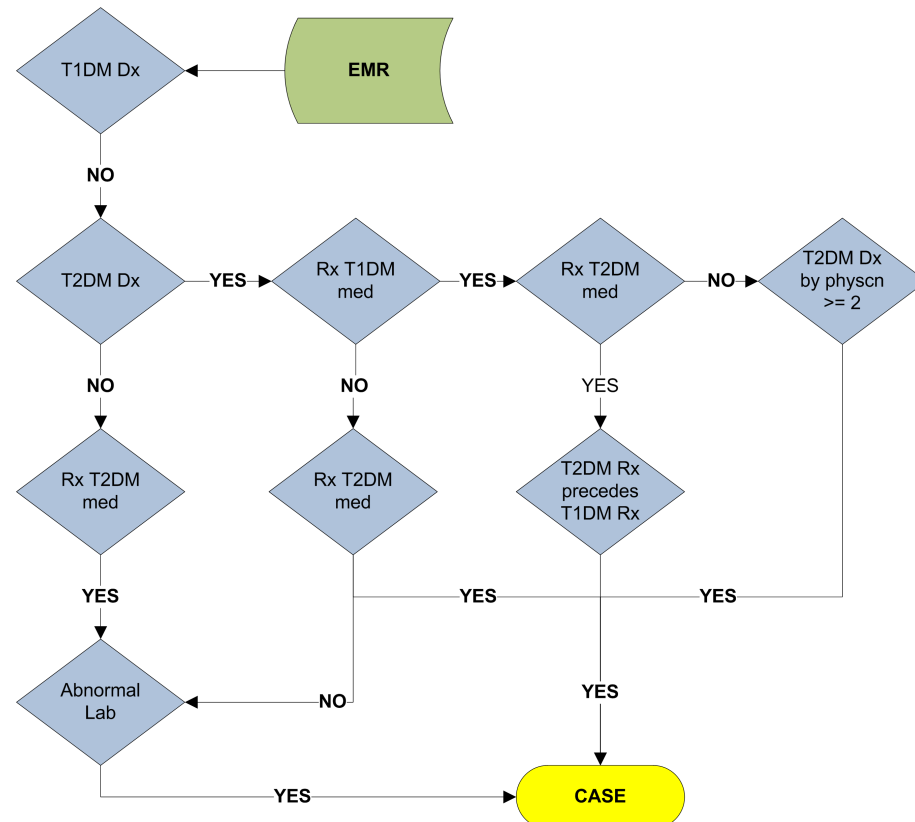 T1DM Dx
EMR
NO
T2DM Dx
YES
Rx T1DM
med
YES
Rx T2DM
med
NO
T2DM Dx
by physcn
>= 2
NO
NO
YES
Rx T2DM
med
Rx T2DM
med
T2DM Rx
precedes
T1DM Rx
YES
YES
YES
Abnormal
Lab
NO
YES
YES
CASE